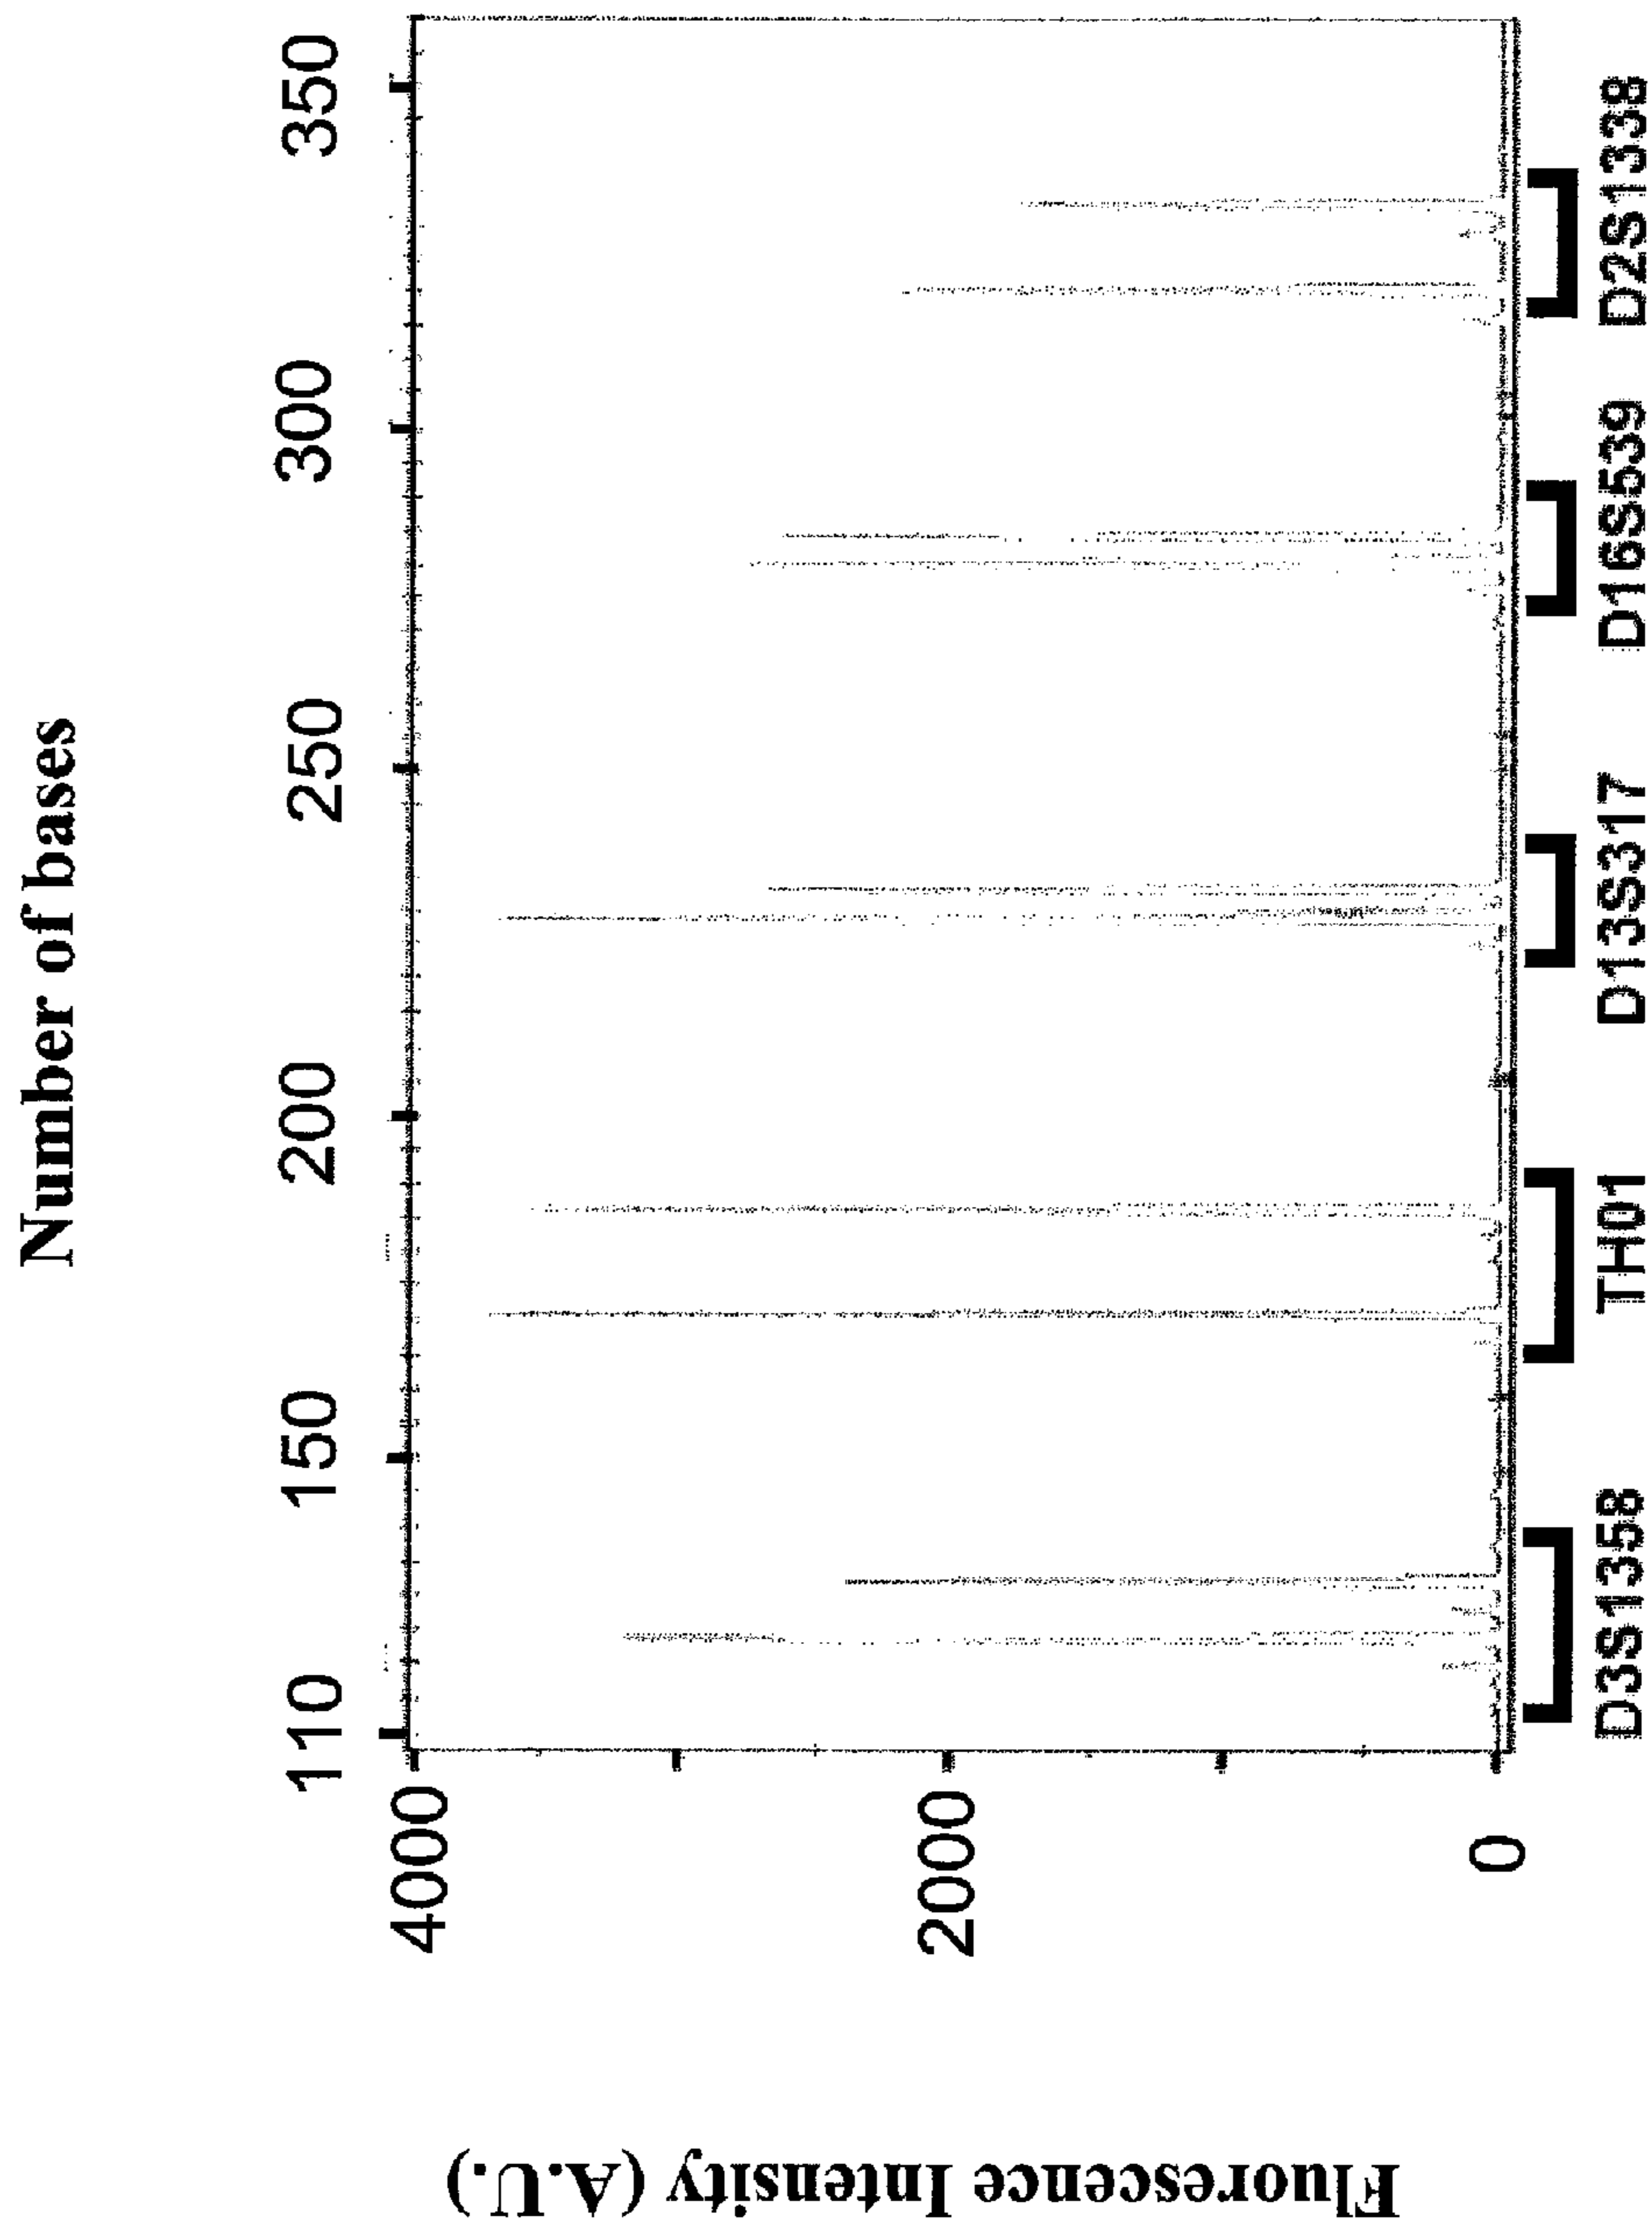 Number of bases
110 150 200 250 300 350
4000
2000
0
Fluorescence Intensity (A.U.)
D3S1358 TH01 D13S317 D16S539 D2S1338